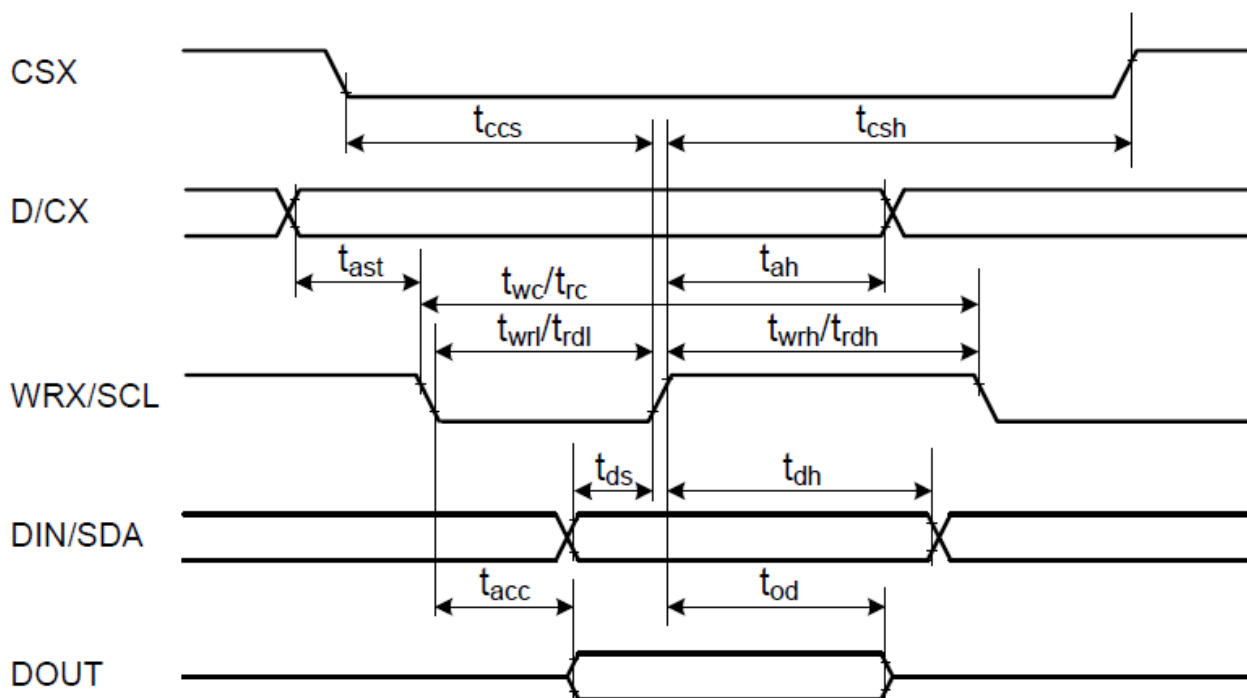 CSX
tccs
tcsh
D/CX
tast
tah
twc/trc
twrl/trdl
twrh/trdh
WRX/SCL
tds
tdh
DIN/SDA
tacc
tod
DOUT